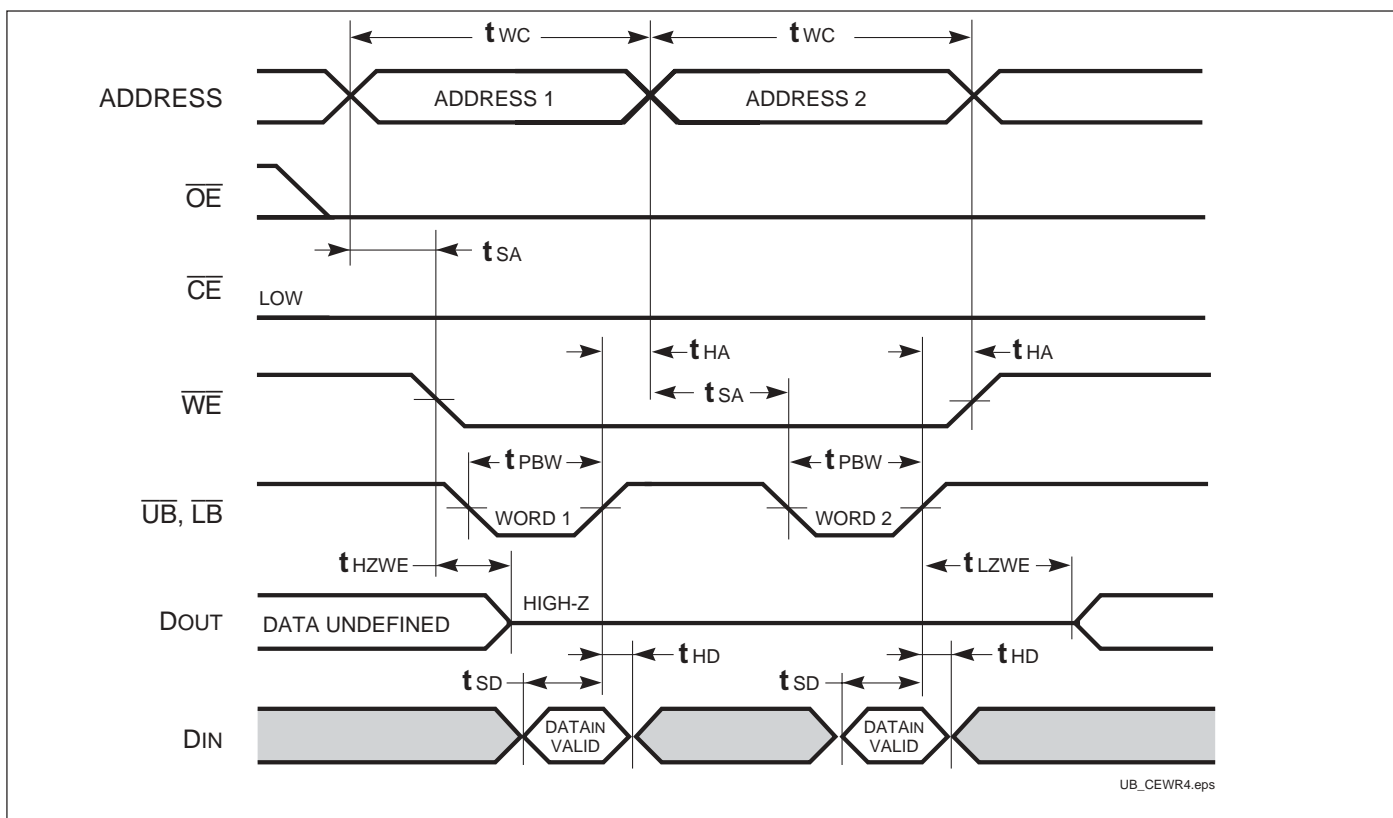 tWC tWC
ADDRESS ADDRESS 1 ADDRESS 2
OE
tSA
CE LOW
tHA tHA
tSA
WE
tPBW tPBW
UB, LB WORD 1 WORD 2
tHZWE tLZWE
HIGH-Z
DOUT DATA UNDEFINED
tHD tHD
tSD tSD
DIN DATAIN VALID DATAIN VALID
UB_CEWR4.eps